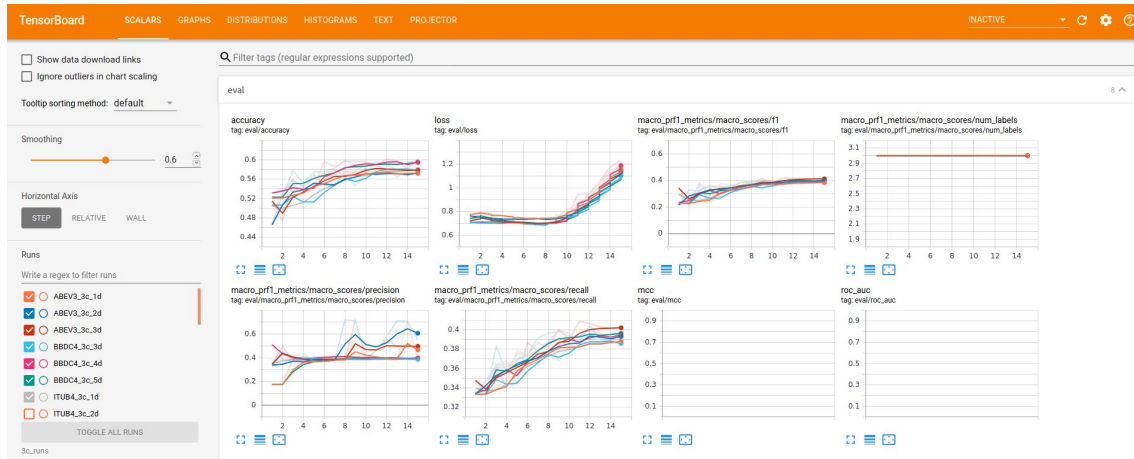 TensorBoard SCALARS GRAPHS DISTRIBUTIONS HISTOGRAMS TEXT PROJECTOR INACTIVE
Show data download links
Ignore outliers in chart scaling
Tooltip sorting method: default
Smoothing
0.6
Horizontal Axis
STEP RELATIVE WALL
Runs
Write a regex to filter runs
ABEV3_3c_1d
ABEV3_3c_2d
ABEV3_3c_3d
BBDC4_3c_3d
BBDC4_3c_4d
BBDC4_3c_5d
ITUB4_3c_1d
ITUB4_3c_2d
TOGGLE ALL RUNS
3c_runs
Filter tags (regular expressions supported)
eval 8
accuracy
tag: eval/accuracy
0.6
0.56
0.52
0.48
0.44
2 4 6 8 10 12 14
loss
tag: eval/loss
1.2
1
0.8
0.6
2 4 6 8 10 12 14
macro_prf1_metrics/macro_scores/f1
tag: eval/macro_prf1_metrics/macro_scores/f1
0.6
0.4
0.2
0
2 4 6 8 10 12 14
macro_prf1_metrics/macro_scores/num_labels
tag: eval/macro_prf1_metrics/macro_scores/num_labels
3.1
2.9
2.7
2.5
2.3
2.1
1.9
2 4 6 8 10 12 14
macro_prf1_metrics/macro_scores/precision
tag: eval/macro_prf1_metrics/macro_scores/precision
0.6
0.4
0.2
0
2 4 6 8 10 12 14
macro_prf1_metrics/macro_scores/recall
tag: eval/macro_prf1_metrics/macro_scores/recall
0.4
0.38
0.36
0.34
0.32
2 4 6 8 10 12 14
mcc
tag: eval/mcc
0.9
0.7
0.5
0.3
0.1
roc_auc
tag: eval/roc_auc
0.9
0.7
0.5
0.3
0.1